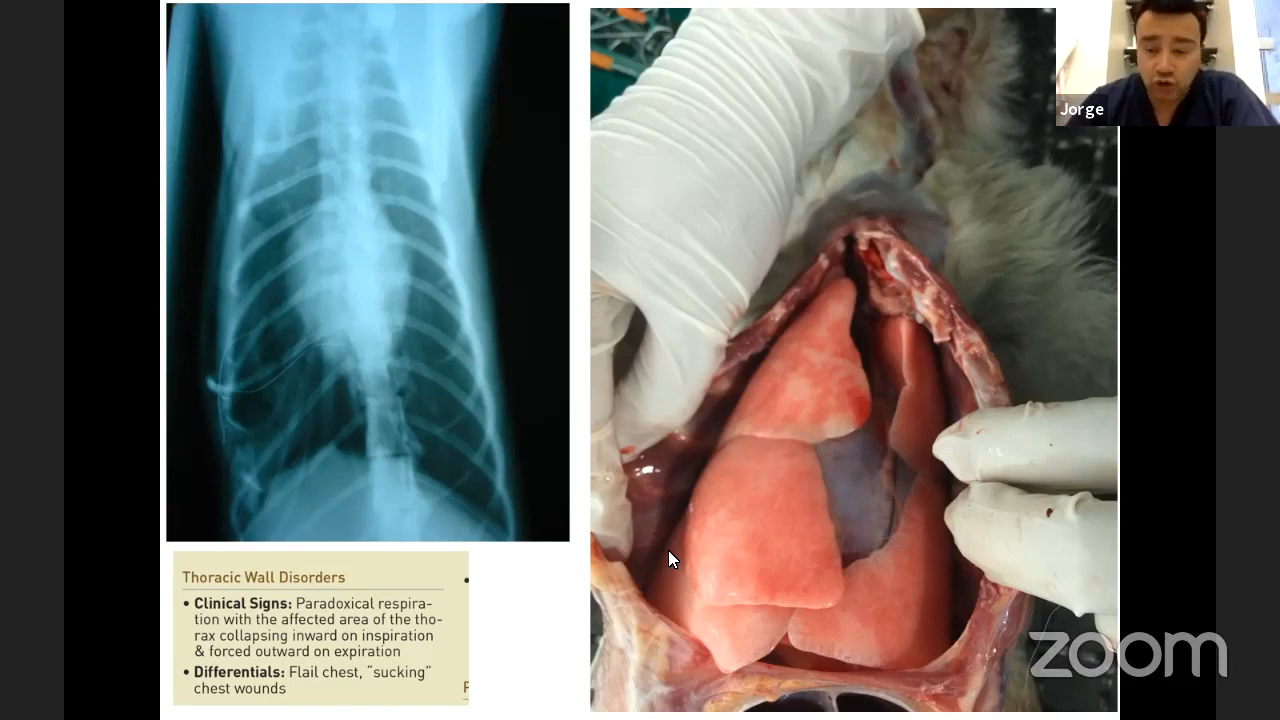 Jorge
Thoracic Wall Disorders
• Clinical Signs: Paradoxical respira-
tion with the affected area of the tho-
rax collapsing inward on inspiration
& forced outward on expiration
• Differentials: Flail chest, "sucking"
chest wounds
zoom